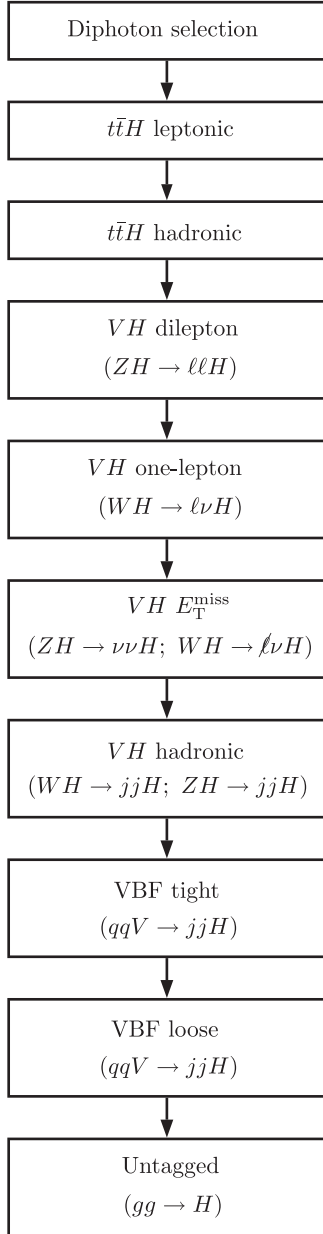 Diphoton selection
tt̄H leptonic
tt̄H hadronic
VH dilepton
(ZH → ℓℓH)
VH one-lepton
(WH → ℓνH)
VH E_T^miss
(ZH → ννH; WH → ℓ̸νH)
VH hadronic
(WH → jjH; ZH → jjH)
VBF tight
(qqV → jjH)
VBF loose
(qqV → jjH)
Untagged
(gg → H)